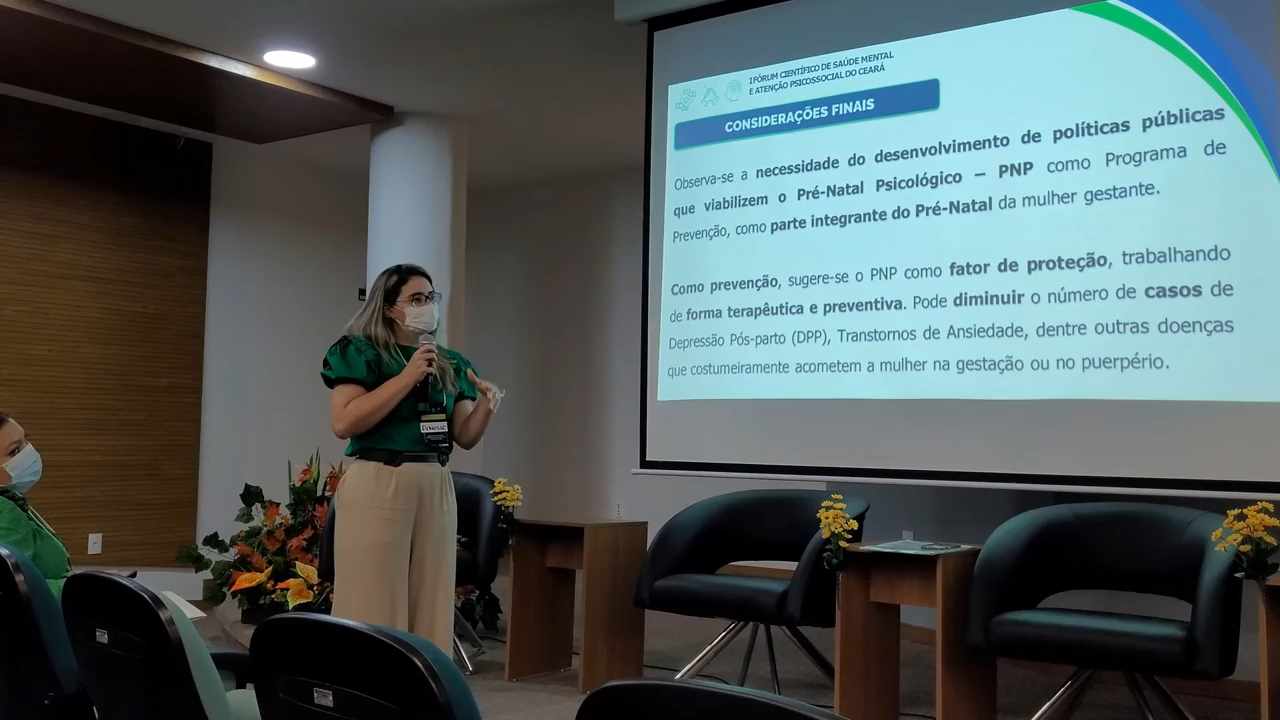 I FÓRUM CIENTÍFICO DE SAÚDE MENTAL
E ATENÇÃO PSICOSSOCIAL DO CEARÁ
CONSIDERAÇÕES FINAIS
Observa-se a necessidade do desenvolvimento de políticas públicas
que viabilizem o Pré-Natal Psicológico – PNP como Programa de
Prevenção, como parte integrante do Pré-Natal da mulher gestante.
Como prevenção, sugere-se o PNP como fator de proteção, trabalhando
de forma terapêutica e preventiva. Pode diminuir o número de casos de
Depressão Pós-parto (DPP), Transtornos de Ansiedade, dentre outras doenças
que costumeiramente acometem a mulher na gestação ou no puerpério.
EVANISSE